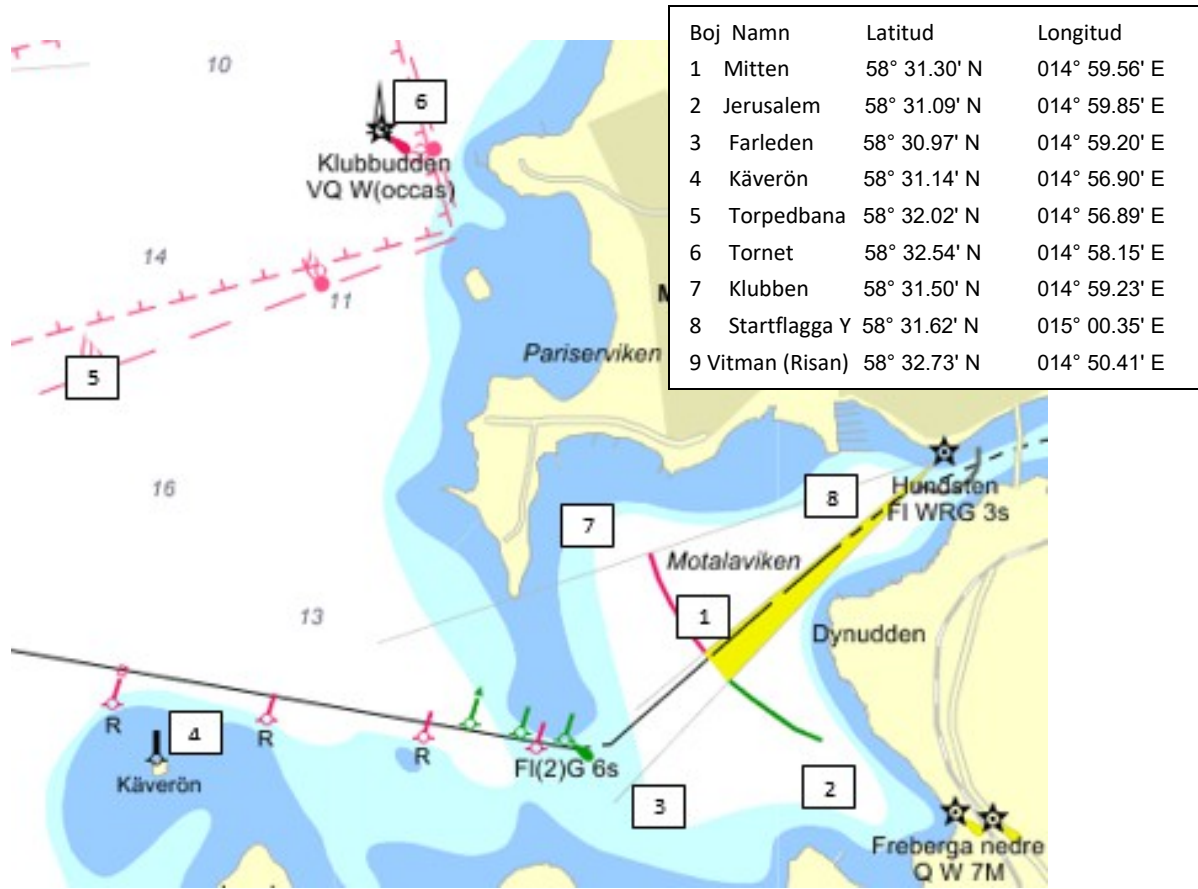 Boj Namn Latitud Longitud
1 Mitten 58° 31.30' N 014° 59.56' E
2 Jerusalem 58° 31.09' N 014° 59.85' E
3 Farleden 58° 30.97' N 014° 59.20' E
4 Käverön 58° 31.14' N 014° 56.90' E
5 Torpedbana 58° 32.02' N 014° 56.89' E
6 Tornet 58° 32.54' N 014° 58.15' E
7 Klubben 58° 31.50' N 014° 59.23' E
8 Startflagga Y 58° 31.62' N 015° 00.35' E
9 Vitman (Risan) 58° 32.73' N 014° 50.41' E
10
6
Klubbudden
VQ W(occas)
14
11
M
Pariserviken
5
16
Hundsten
Fl WRG 3s
8
7
Motalaviken
13
1
Dynudden
R
R
R
4
Käverön
Fl(2)G 6s
3
2
Freberga nedre
Q W 7M